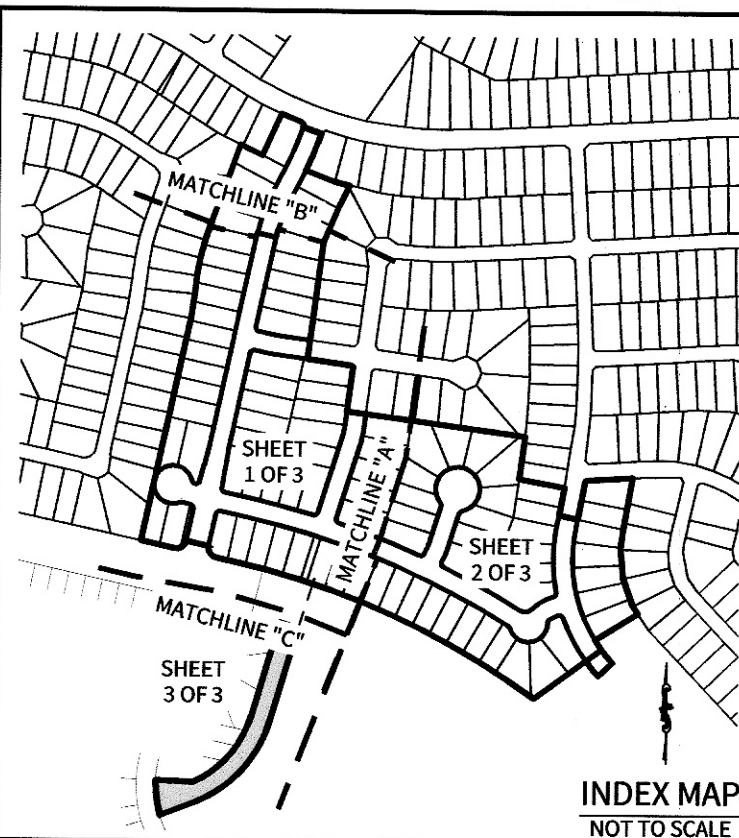 MATCHLINE "B"
SHEET
1 OF 3
MATCHLINE "A"
SHEET
2 OF 3
MATCHLINE "C"
SHEET
3 OF 3
INDEX MAP
NOT TO SCALE